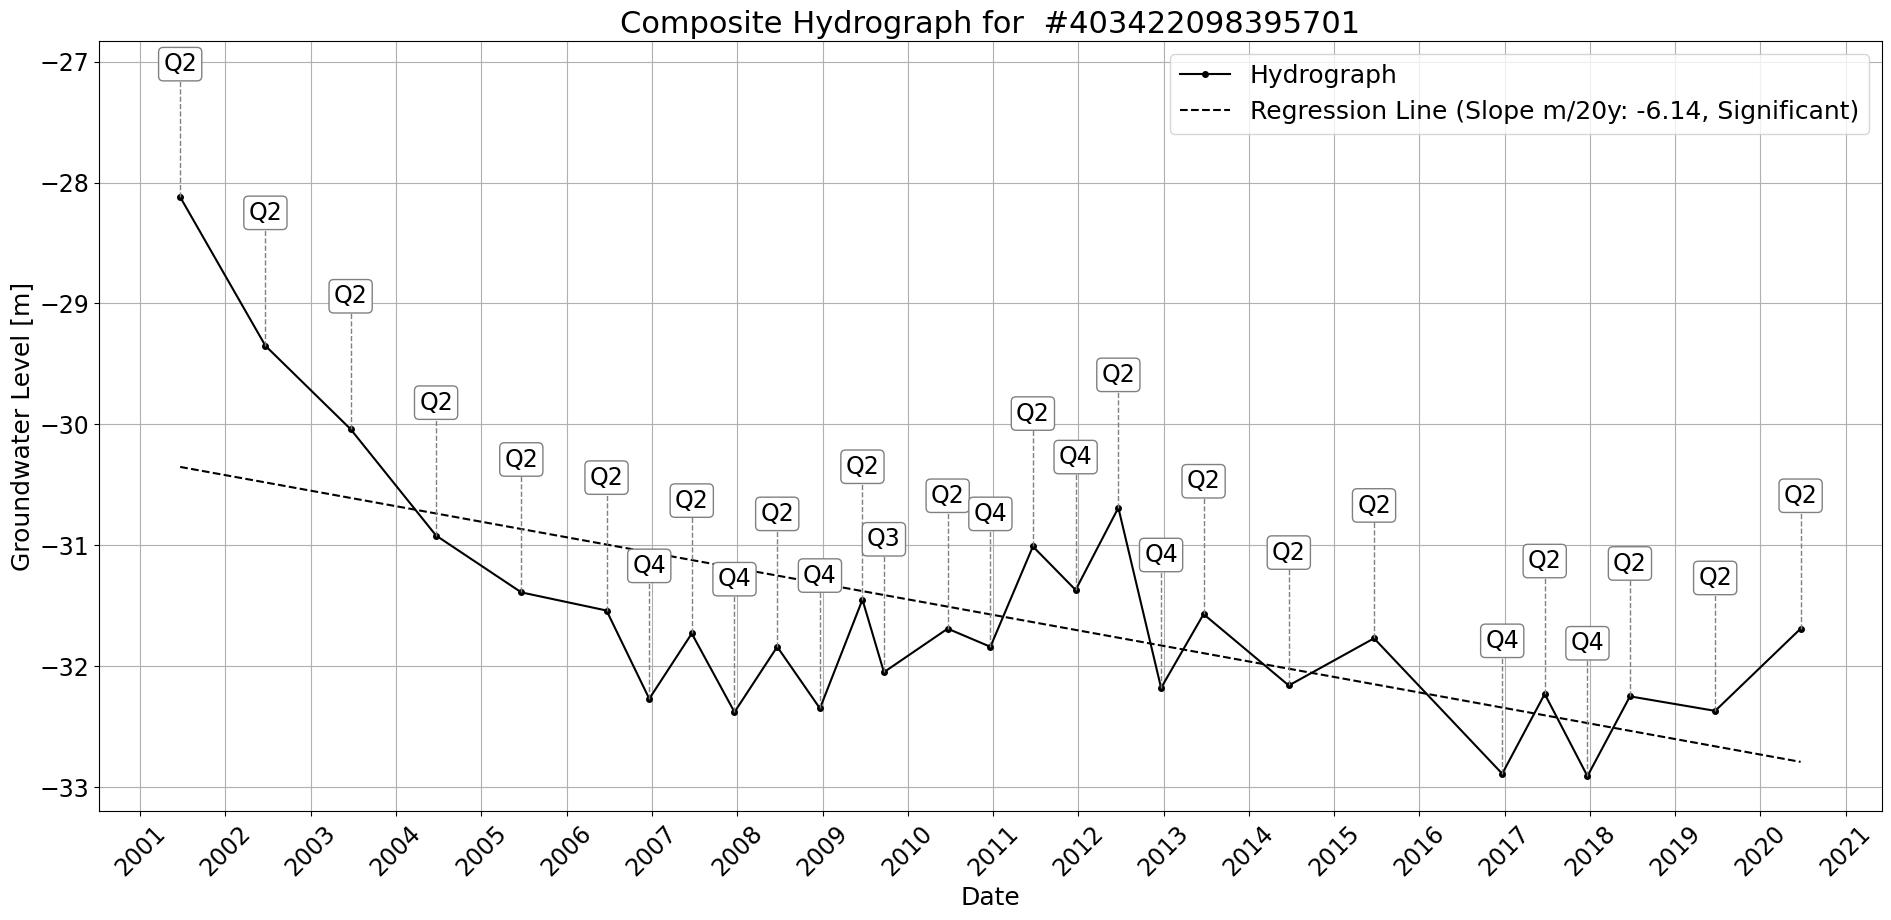 Composite Hydrograph for  #403422098395701
Hydrograph
Regression Line (Slope m/20y: -6.14, Significant)
Groundwater Level [m]
−27
−28
−29
−30
−31
−32
−33
Q2
Q2
Q2
Q2
Q2
Q2
Q4
Q2
Q4
Q2
Q4
Q2
Q3
Q2
Q4
Q2
Q4
Q2
Q4
Q2
Q2
Q2
Q4
Q2
Q4
Q2
Q2
Q2
2001
2002
2003
2004
2005
2006
2007
2008
2009
2010
2011
2012
2013
2014
2015
2016
2017
2018
2019
2020
2021
Date